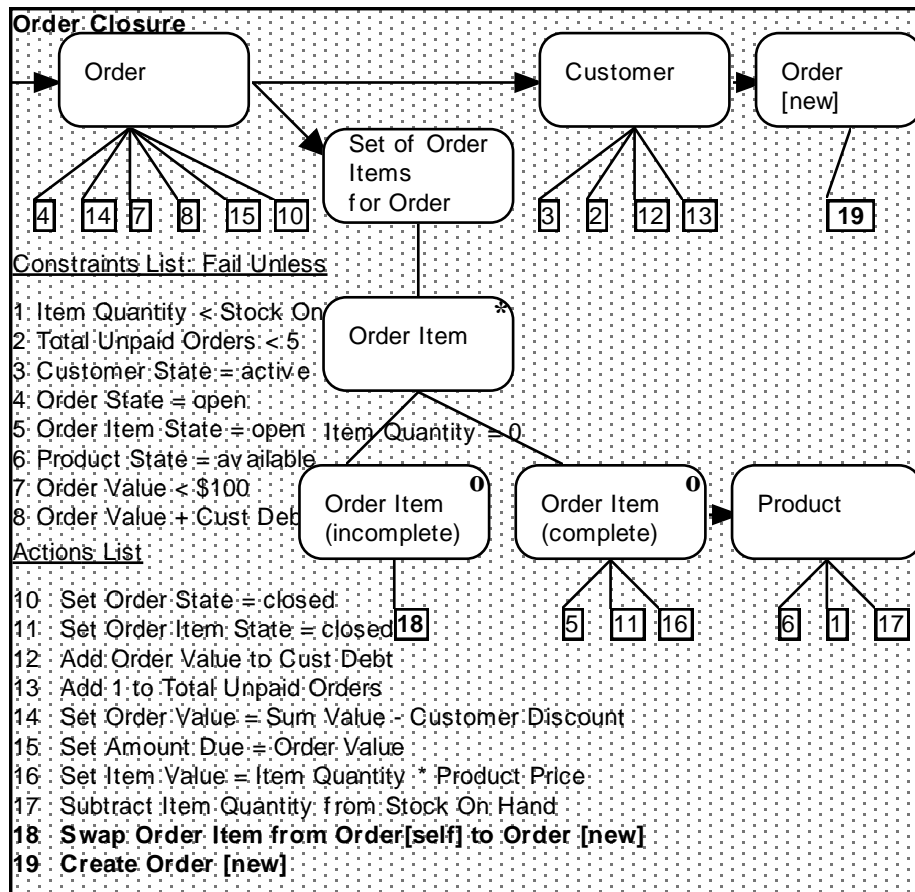 Order Closure
Order
Customer
Order
[new]
Set of Order
Items
for Order
4 14 7 8 15 10
3 2 12 13
19
Constraints List: Fail Unless
1 Item Quantity < Stock On
2 Total Unpaid Orders < 5
3 Customer State = active
4 Order State = open
5 Order Item State = open
6 Product State = available
7 Order Value < $100
8 Order Value + Cust Deb
Order Item
*
Item Quantity = 0
Order Item
(incomplete)
o
Order Item
(complete)
o
Product
18
5 11 16
6 1 17
Actions List
10 Set Order State = closed
11 Set Order Item State = closed
12 Add Order Value to Cust Debt
13 Add 1 to Total Unpaid Orders
14 Set Order Value = Sum Value - Customer Discount
15 Set Amount Due = Order Value
16 Set Item Value = Item Quantity * Product Price
17 Subtract Item Quantity from Stock On Hand
18 Swap Order Item from Order[self] to Order [new]
19 Create Order [new]